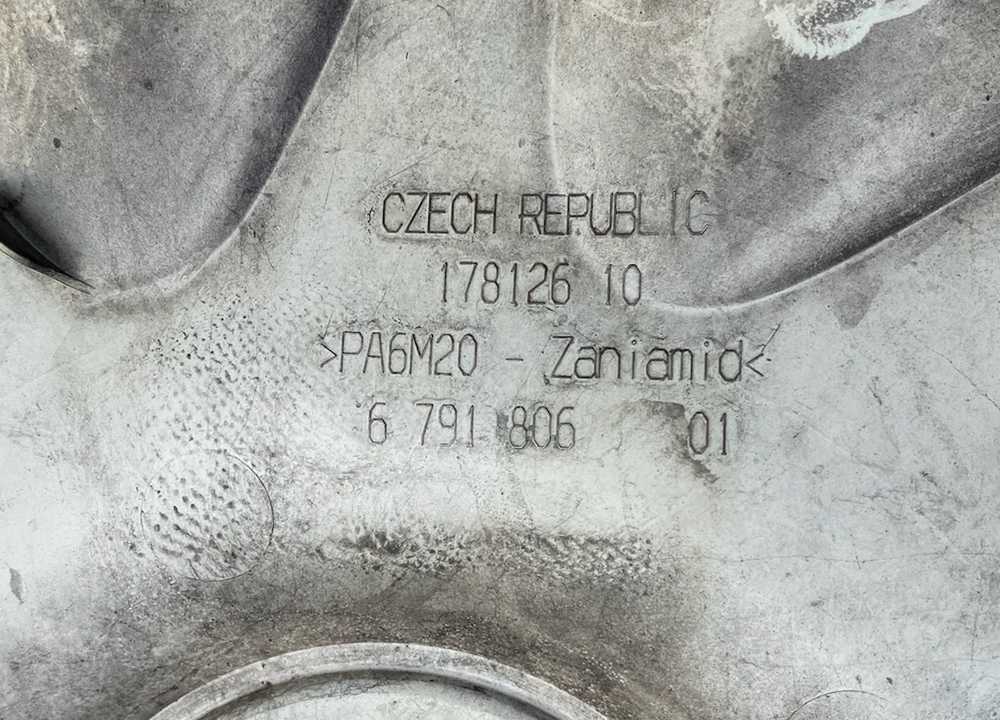 CZECH REPUBLIC
178126 10
>PA6M20 - Zaniamid<
6 791 806 01